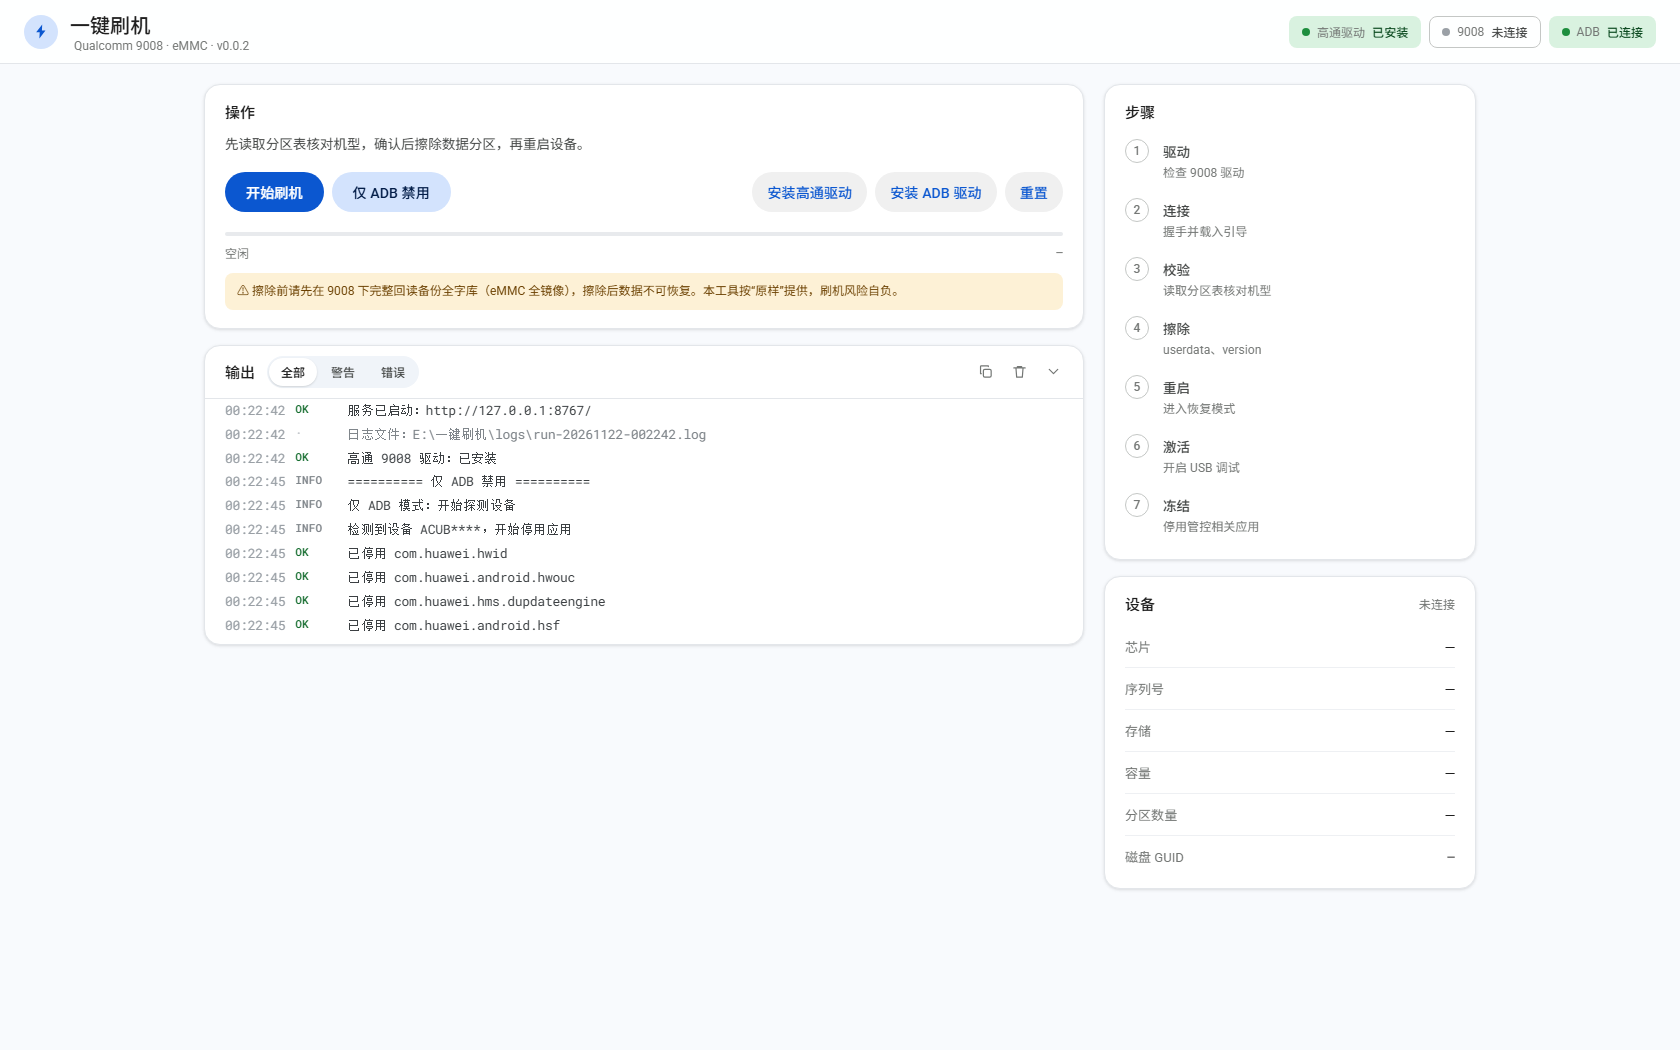 一键刷机
Qualcomm 9008 · eMMC · v0.0.2
高通驱动 已安装
9008 未连接
ADB 已连接
操作
先读取分区表核对机型，确认后擦除数据分区，再重启设备。
开始刷机
仅 ADB 禁用
安装高通驱动
安装 ADB 驱动
重置
空闲
–
⚠ 擦除前请先在 9008 下完整回读备份全字库（eMMC 全镜像），擦除后数据不可恢复。本工具按“原样”提供，刷机风险自负。
输出
全部
警告
错误
00:22:42 OK 服务已启动：http://127.0.0.1:8767/
00:22:42 · 日志文件：E:\一键刷机\logs\run-20261122-002242.log
00:22:42 OK 高通 9008 驱动：已安装
00:22:45 INFO ========== 仅 ADB 禁用 ==========
00:22:45 INFO 仅 ADB 模式：开始探测设备
00:22:45 INFO 检测到设备 ACUB****，开始停用应用
00:22:45 OK 已停用 com.huawei.hwid
00:22:45 OK 已停用 com.huawei.android.hwouc
00:22:45 OK 已停用 com.huawei.hms.dupdateengine
00:22:45 OK 已停用 com.huawei.android.hsf
步骤
1 驱动
检查 9008 驱动
2 连接
握手并载入引导
3 校验
读取分区表核对机型
4 擦除
userdata、version
5 重启
进入恢复模式
6 激活
开启 USB 调试
7 冻结
停用管控相关应用
设备 未连接
芯片 —
序列号 —
存储 —
容量 —
分区数量 —
磁盘 GUID –